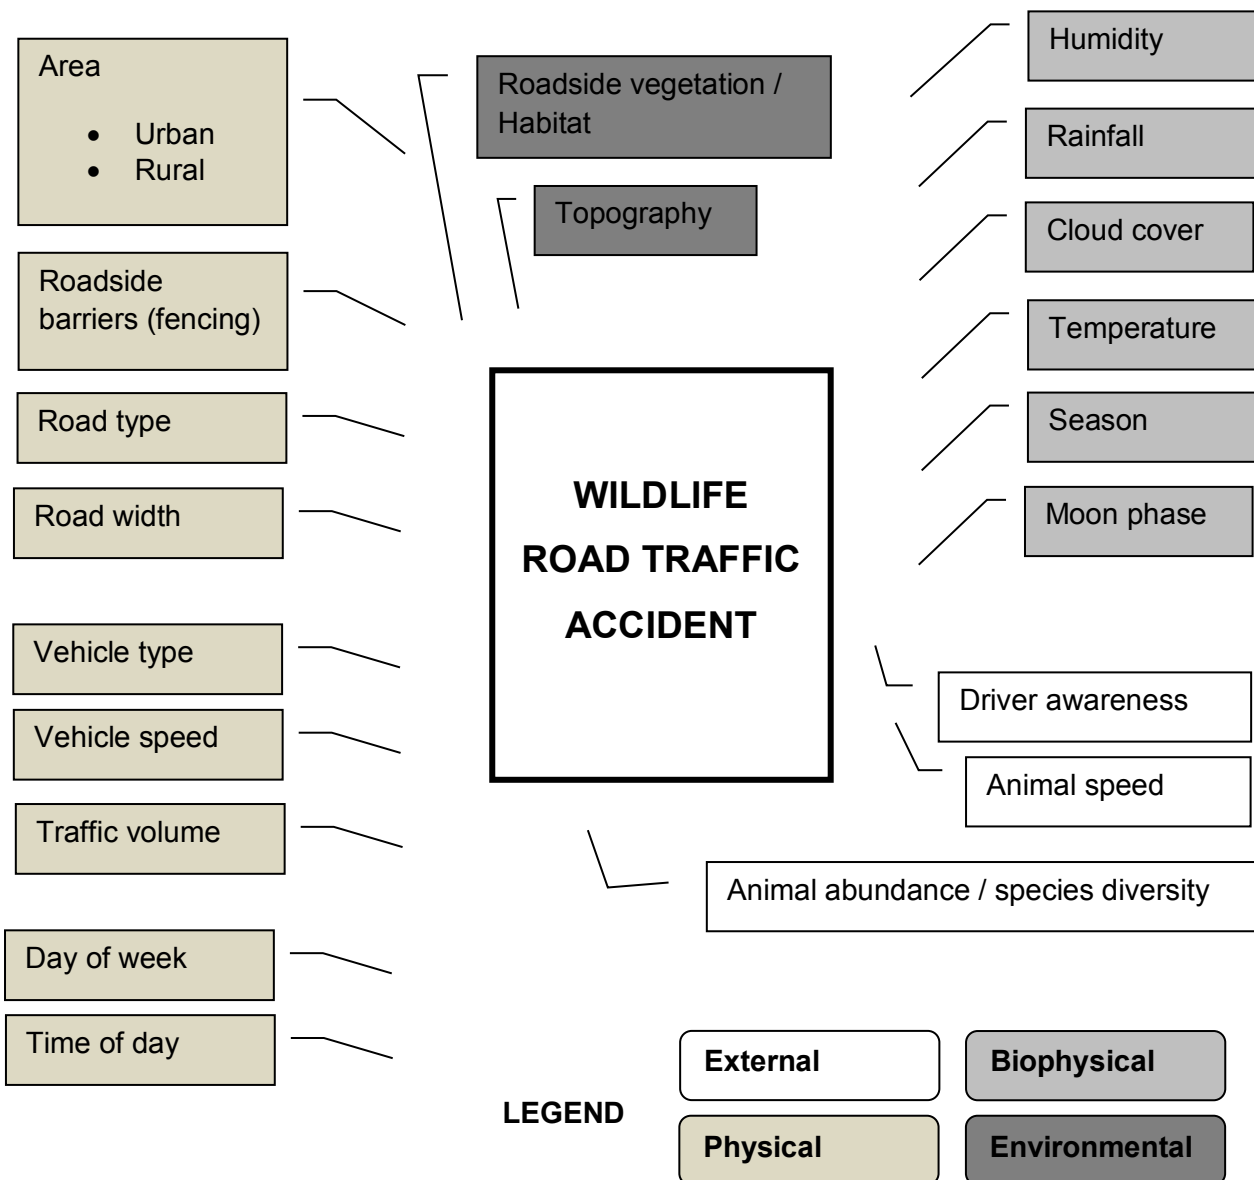 Area
• Urban
• Rural
Roadside
barriers (fencing)
Road type
Road width
Vehicle type
Vehicle speed
Traffic volume
Day of week
Time of day
Roadside vegetation /
Habitat
Topography
WILDLIFE
ROAD TRAFFIC
ACCIDENT
Humidity
Rainfall
Cloud cover
Temperature
Season
Moon phase
Driver awareness
Animal speed
Animal abundance / species diversity
LEGEND
External
Biophysical
Physical
Environmental